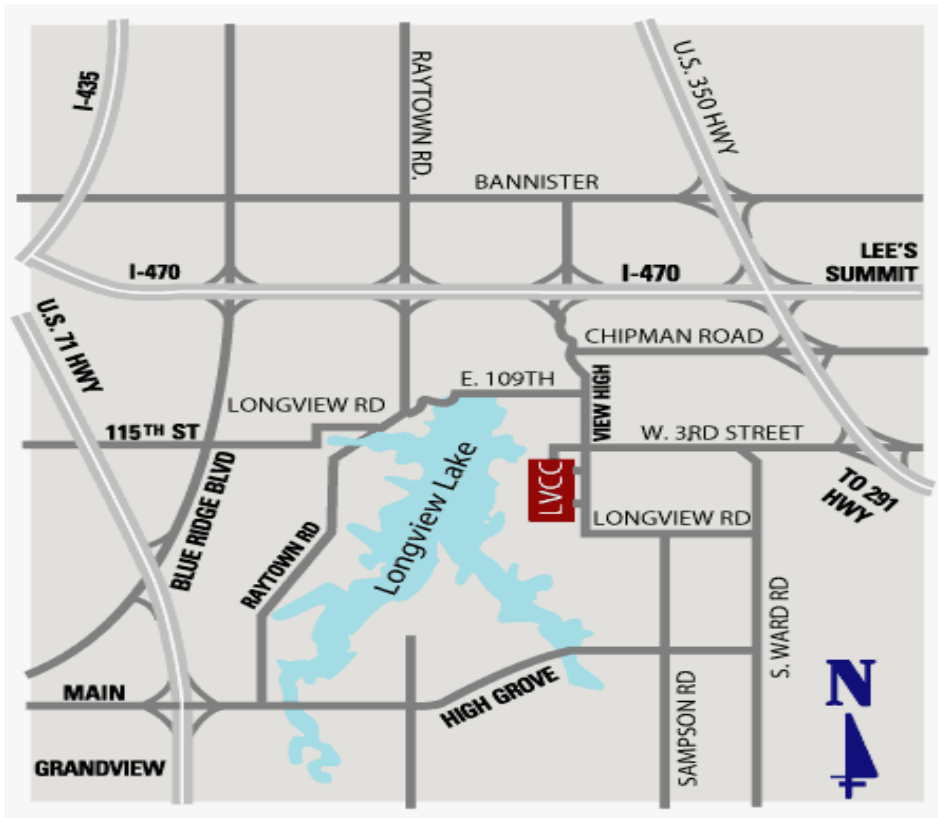 I-435
RAYTOWN RD.
U.S. 350 HWY
BANNISTER
I-470
I-470
LEE'S
SUMMIT
U.S. 71 HWY
CHIPMAN ROAD
E. 109TH
VIEW HIGH
LONGVIEW RD
115TH ST
W. 3RD STREET
BLUE RIDGE BLVD
Longview Lake
LVCC
TO 291
HWY
LONGVIEW RD
RAYTOWN RD
S. WARD RD
MAIN
HIGH GROVE
SAMPSON RD
N
GRANDVIEW